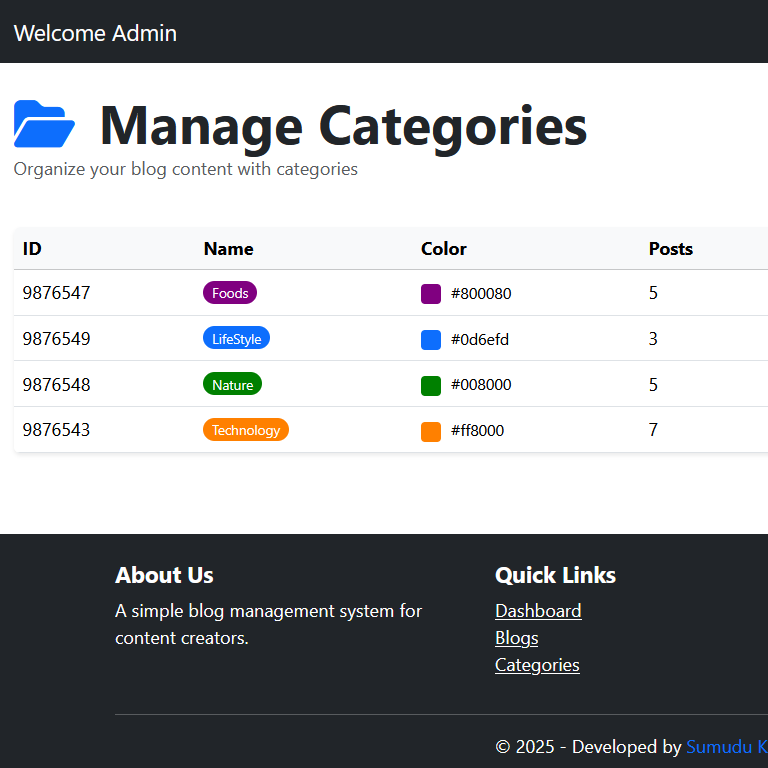 Welcome Admin
Manage Categories
Organize your blog content with categories
ID Name Color Posts
9876547 Foods #800080 5
9876549 LifeStyle #0d6efd 3
9876548 Nature #008000 5
9876543 Technology #ff8000 7
About Us
A simple blog management system for
content creators.
Quick Links
Dashboard
Blogs
Categories
© 2025 - Developed by Sumudu K